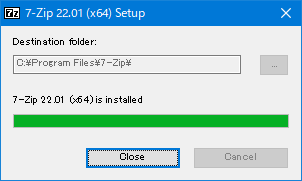 7z 7-Zip 22.01 (x64) Setup
Destination folder:
C:¥Program Files¥7-Zip¥
...
7-Zip 22.01 (x64) is installed
Close Cancel